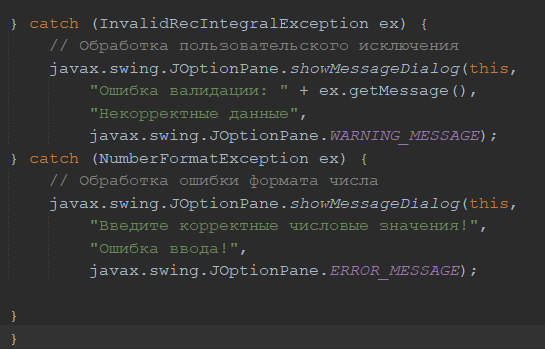 } catch (InvalidRecIntegralException ex) {
// Обработка пользовательского исключения
javax.swing.JOptionPane.showMessageDialog(this,
"Ошибка валидации: " + ex.getMessage(),
"Некорректные данные",
javax.swing.JOptionPane.WARNING_MESSAGE);
} catch (NumberFormatException ex) {
// Обработка ошибки формата числа
javax.swing.JOptionPane.showMessageDialog(this,
"Введите корректные числовые значения!",
"Ошибка ввода!",
javax.swing.JOptionPane.ERROR_MESSAGE);
}
}